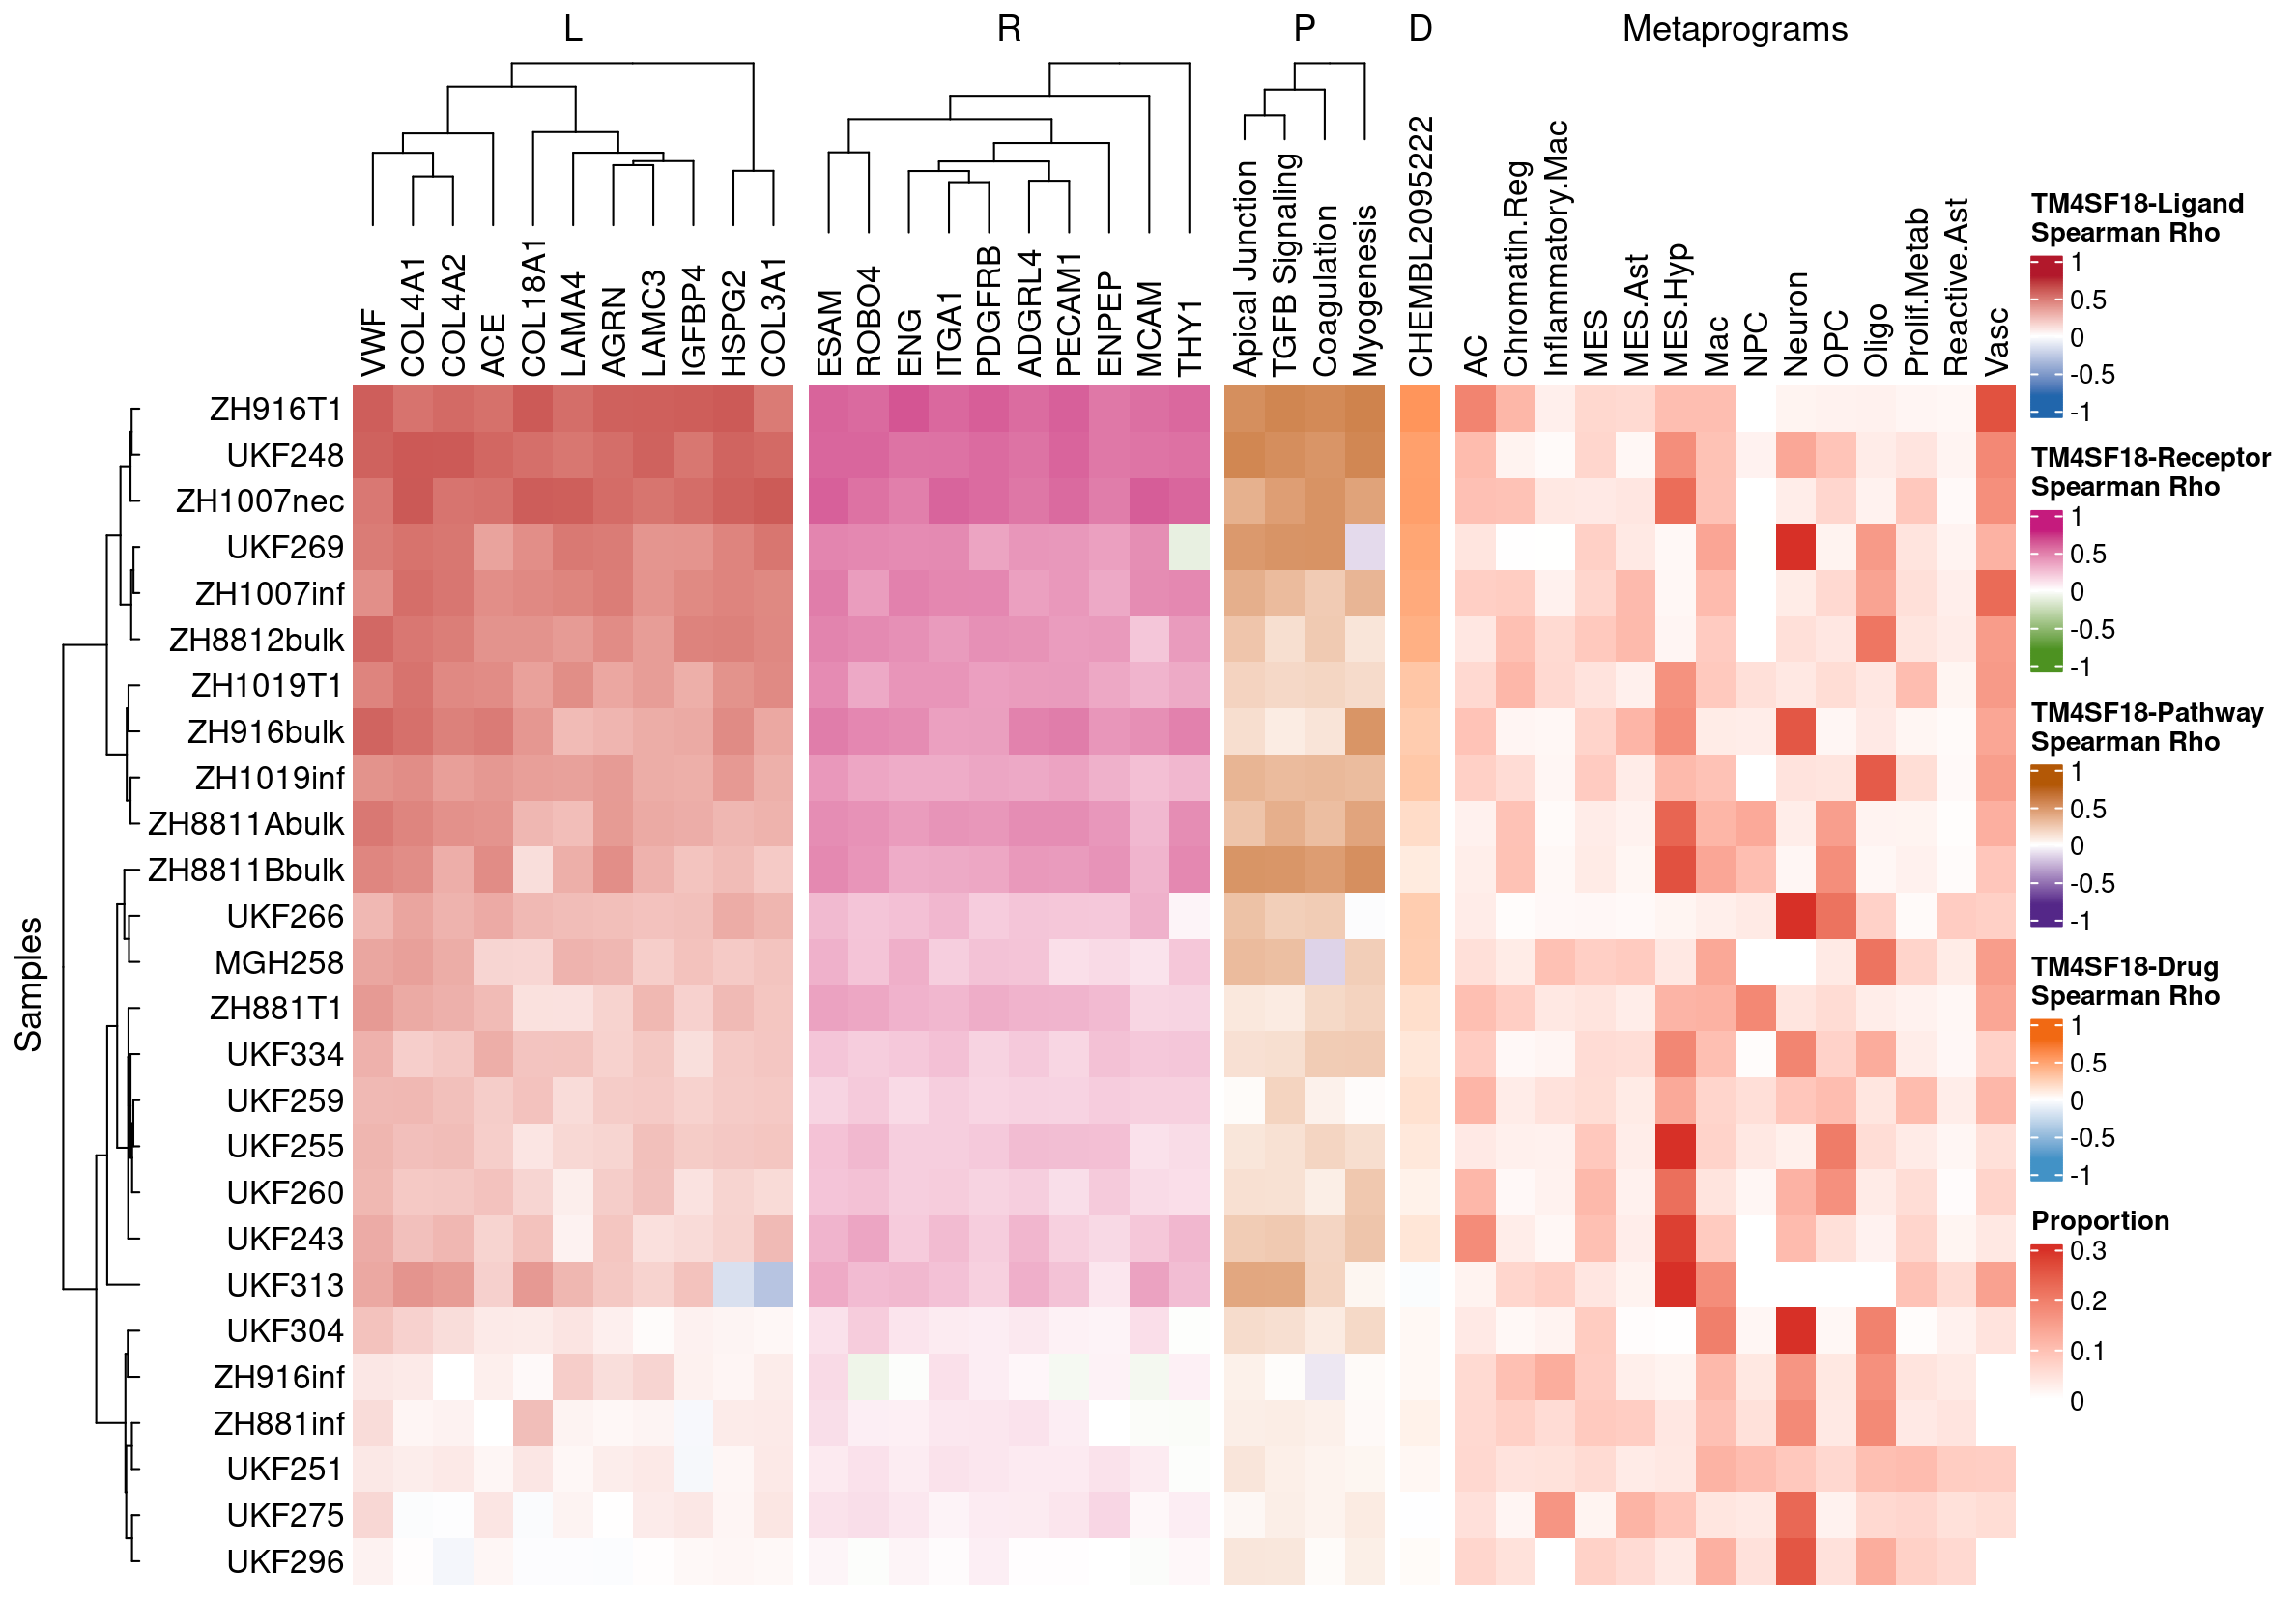 L
R
P
D
Metaprograms
VWF
COL4A1
COL4A2
ACE
COL18A1
LAMA4
AGRN
LAMC3
IGFBP4
HSPG2
COL3A1
ESAM
ROBO4
ENG
ITGA1
PDGFRB
ADGRL4
PECAM1
ENPEP
MCAM
THY1
Apical Junction
TGFB Signaling
Coagulation
Myogenesis
CHEMBL2095222
AC
Chromatin.Reg
Inflammatory.Mac
MES
MES.Ast
MES.Hyp
Mac
NPC
Neuron
OPC
Oligo
Prolif.Metab
Reactive.Ast
Vasc
Samples
ZH916T1
UKF248
ZH1007nec
UKF269
ZH1007inf
ZH8812bulk
ZH1019T1
ZH916bulk
ZH1019inf
ZH8811Abulk
ZH8811Bbulk
UKF266
MGH258
ZH881T1
UKF334
UKF259
UKF255
UKF260
UKF243
UKF313
UKF304
ZH916inf
ZH881inf
UKF251
UKF275
UKF296
TM4SF18-Ligand
Spearman Rho
1
0.5
0
-0.5
-1
TM4SF18-Receptor
Spearman Rho
1
0.5
0
-0.5
-1
TM4SF18-Pathway
Spearman Rho
1
0.5
0
-0.5
-1
TM4SF18-Drug
Spearman Rho
1
0.5
0
-0.5
-1
Proportion
0.3
0.2
0.1
0